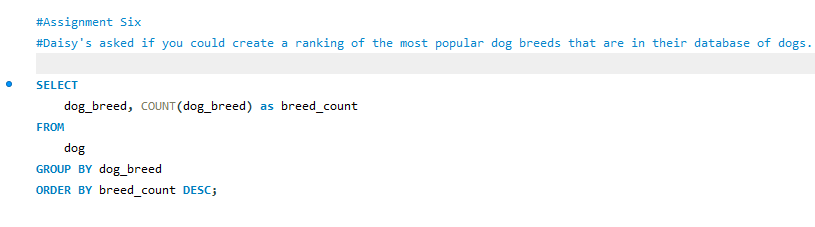 #Assignment Six
#Daisy's asked if you could create a ranking of the most popular dog breeds that are in their database of dogs.
SELECT
dog_breed, COUNT(dog_breed) as breed_count
FROM
dog
GROUP BY dog_breed
ORDER BY breed_count DESC;